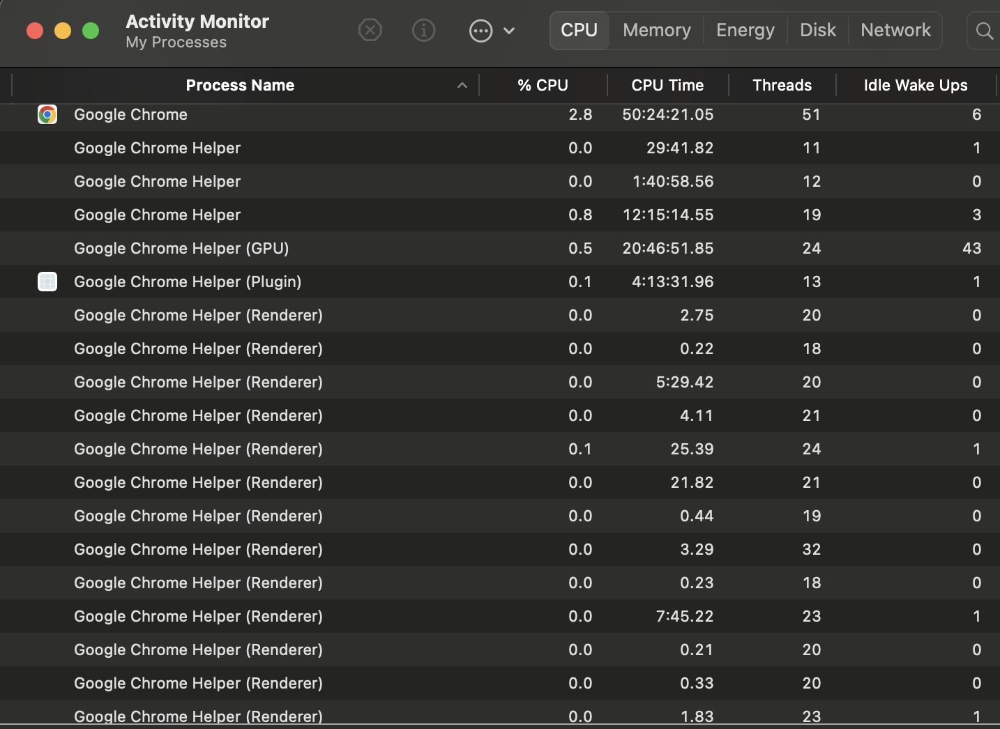 Activity Monitor
My Processes
CPU Memory Energy Disk Network
Process Name % CPU CPU Time Threads Idle Wake Ups
Google Chrome 2.8 50:24:21.05 51 6
Google Chrome Helper 0.0 29:41.82 11 1
Google Chrome Helper 0.0 1:40:58.56 12 0
Google Chrome Helper 0.8 12:15:14.55 19 3
Google Chrome Helper (GPU) 0.5 20:46:51.85 24 43
Google Chrome Helper (Plugin) 0.1 4:13:31.96 13 1
Google Chrome Helper (Renderer) 0.0 2.75 20 0
Google Chrome Helper (Renderer) 0.0 0.22 18 0
Google Chrome Helper (Renderer) 0.0 5:29.42 20 0
Google Chrome Helper (Renderer) 0.0 4.11 21 0
Google Chrome Helper (Renderer) 0.1 25.39 24 1
Google Chrome Helper (Renderer) 0.0 21.82 21 0
Google Chrome Helper (Renderer) 0.0 0.44 19 0
Google Chrome Helper (Renderer) 0.0 3.29 32 0
Google Chrome Helper (Renderer) 0.0 0.23 18 0
Google Chrome Helper (Renderer) 0.0 7:45.22 23 1
Google Chrome Helper (Renderer) 0.0 0.21 20 0
Google Chrome Helper (Renderer) 0.0 0.33 20 0
Google Chrome Helper (Renderer) 0.0 1.83 23 1